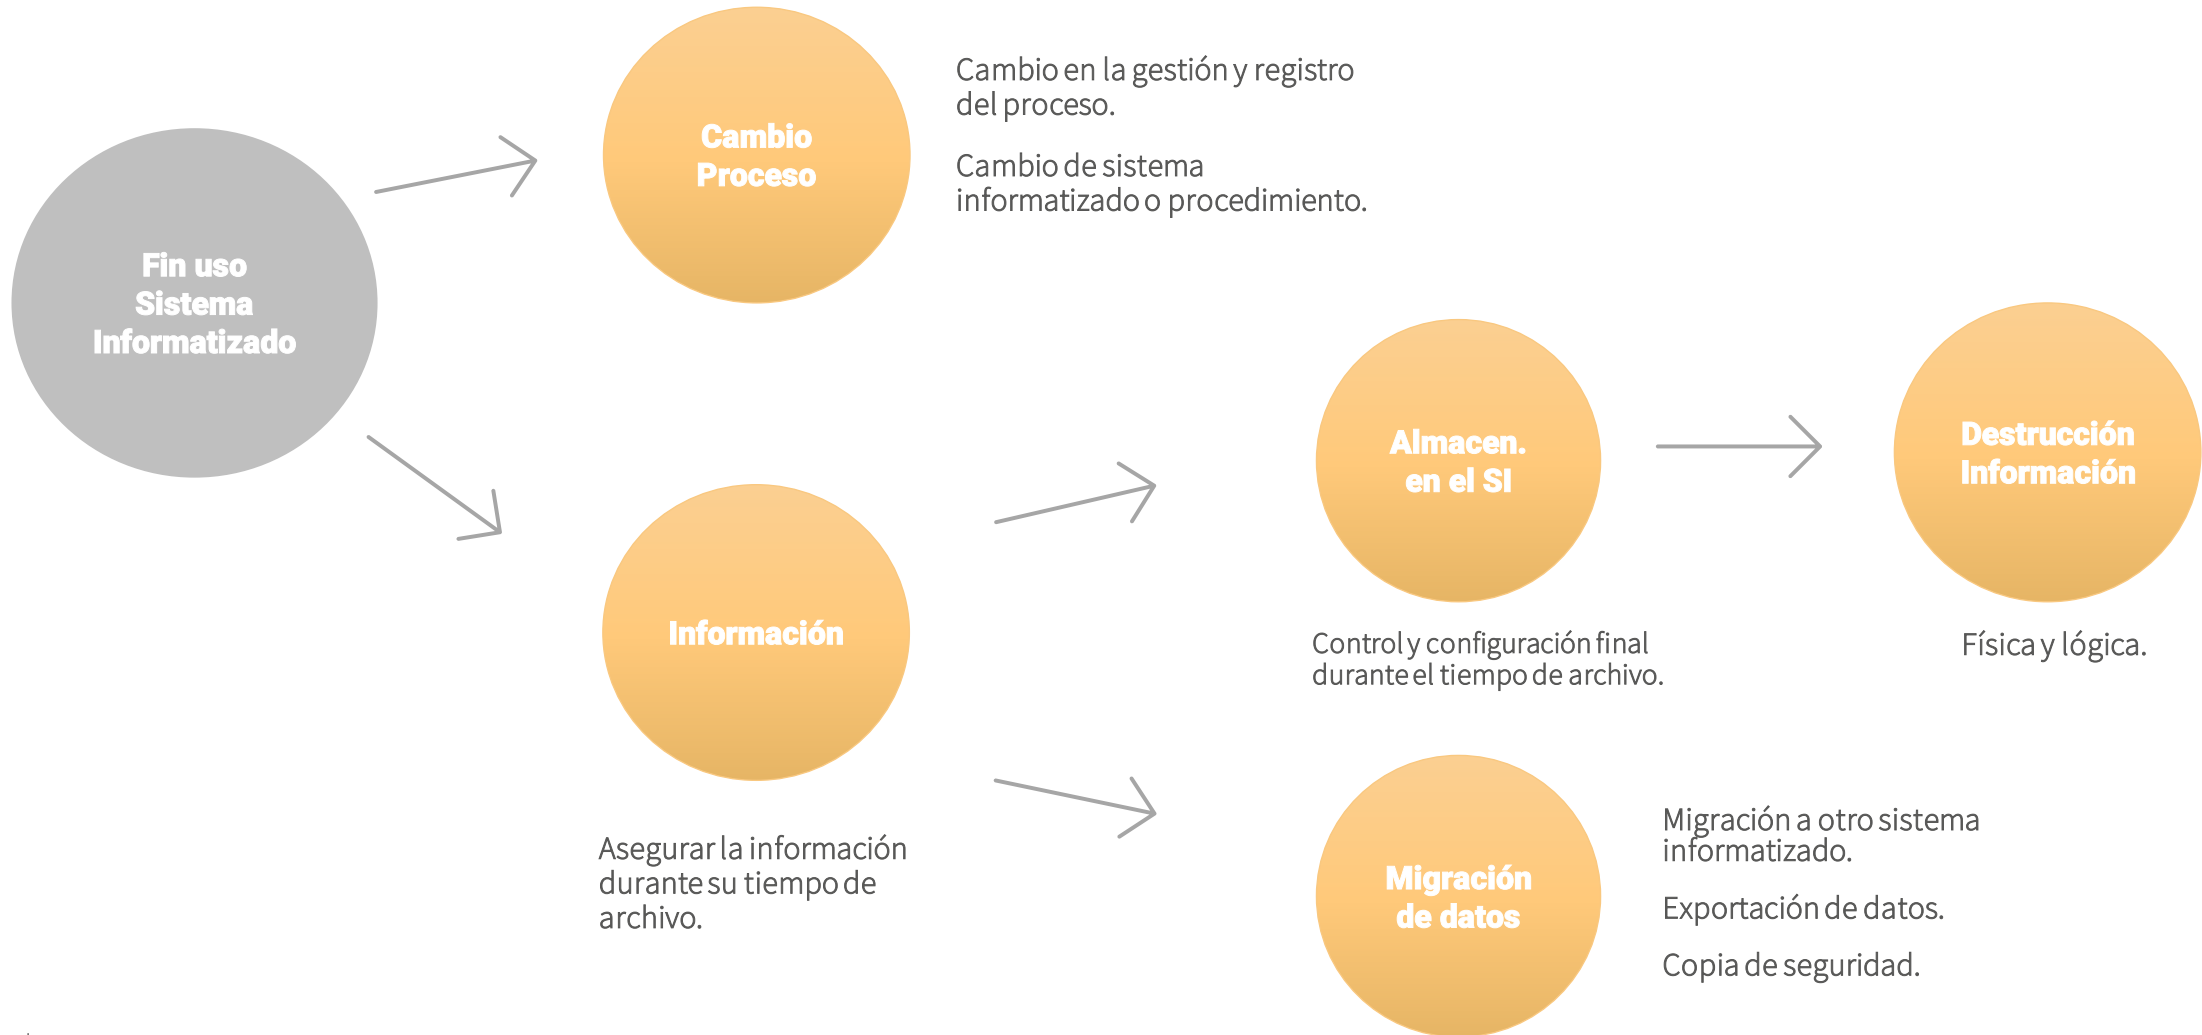 Fin uso
Sistema
Informatizado
Cambio
Proceso
Cambio en la gestión y registro
del proceso.
Cambio de sistema
informatizado o procedimiento.
Información
Asegurar la información
durante su tiempo de
archivo.
Almacen.
en el SI
Control y configuración final
durante el tiempo de archivo.
Destrucción
Información
Física y lógica.
Migración
de datos
Migración a otro sistema
informatizado.
Exportación de datos.
Copia de seguridad.